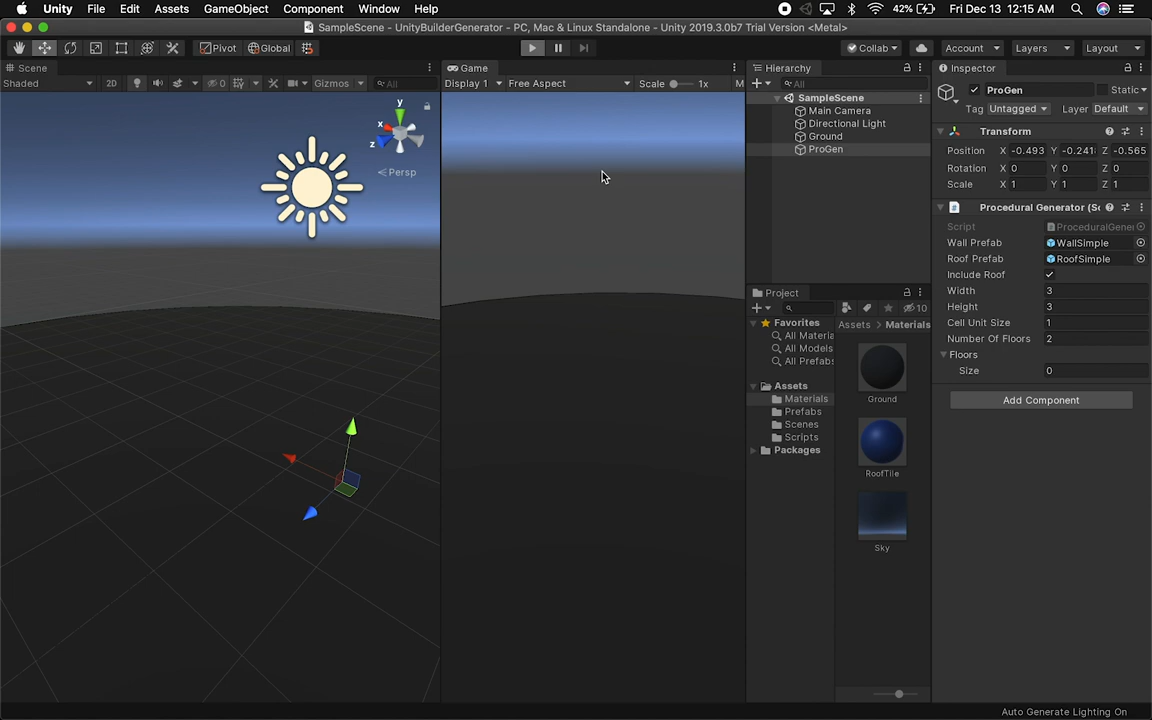 Unity File Edit Assets GameObject Component Window Help 42% Fri Dec 13 12:15 AM
SampleScene - UnityBuilderGenerator - PC, Mac & Linux Standalone - Unity 2019.3.0b7 Trial Version <Metal>
Pivot Global Collab Account Layers Layout
Scene
Shaded 2D 0 Gizmos All
y
x
z
Persp
Game
Display 1 Free Aspect Scale 1x M
Hierarchy
All
SampleScene
Main Camera
Directional Light
Ground
ProGen
Project
10
Favorites
All Materia
All Models
All Prefabs
Assets
Materials
Prefabs
Scenes
Scripts
Packages
Assets > Materials
Ground
RoofTile
Sky
Inspector
ProGen Static
Tag Untagged Layer Default
Transform
Position X -0.493 Y -0.241 Z -0.565
Rotation X 0 Y 0 Z 0
Scale X 1 Y 1 Z 1
Procedural Generator (Sc
Script ProceduralGener
Wall Prefab WallSimple
Roof Prefab RoofSimple
Include Roof
Width 3
Height 3
Cell Unit Size 1
Number Of Floors 2
Floors
Size 0
Add Component
Auto Generate Lighting On